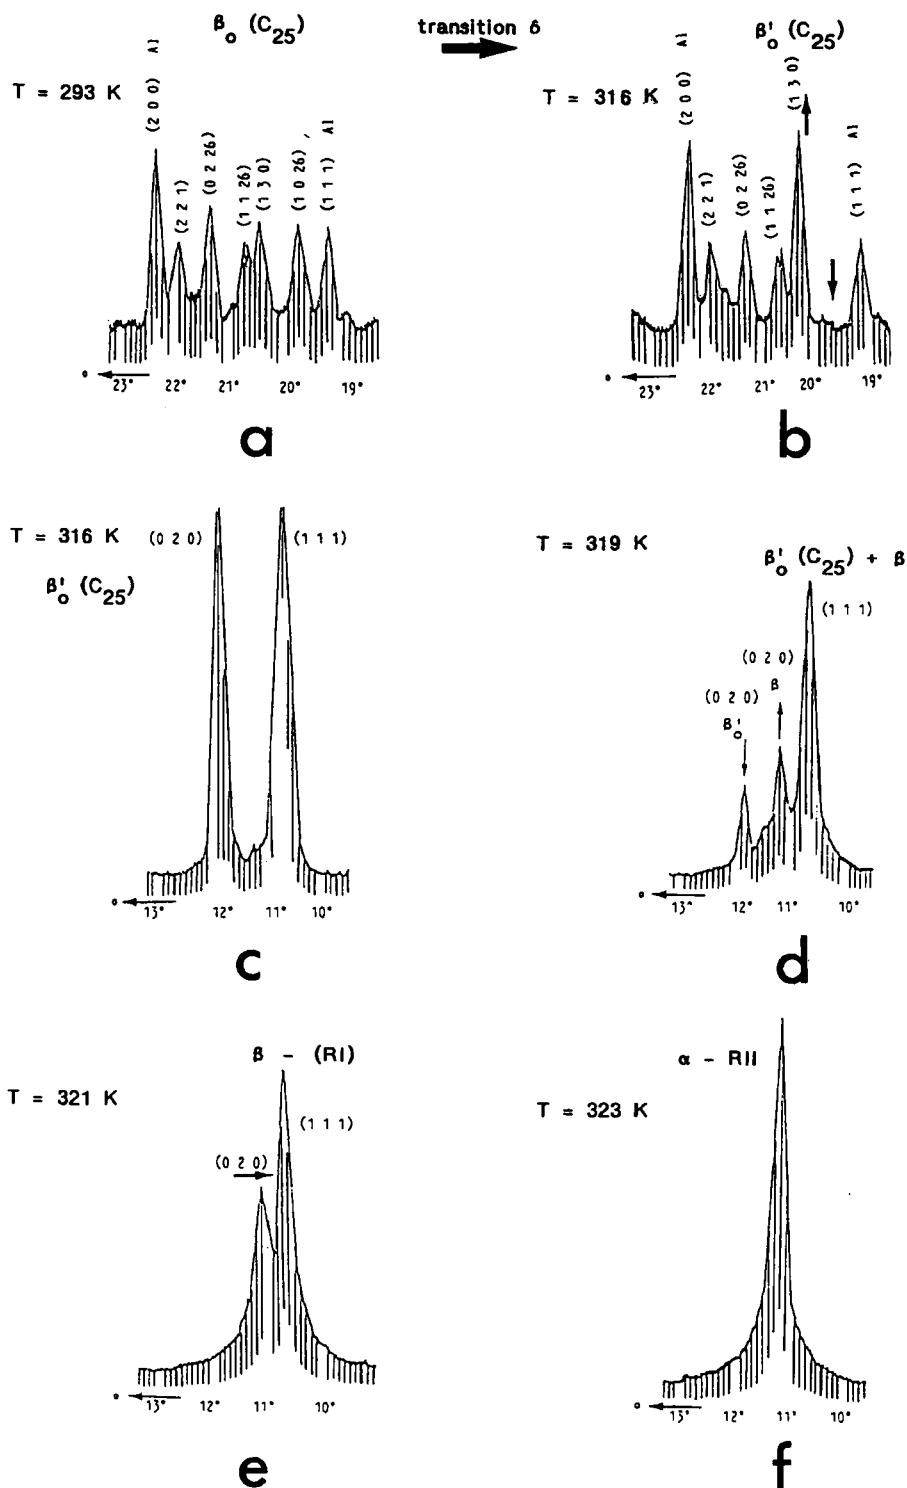 β₀ (C₂₅)
transition δ
β'₀ (C₂₅)
T = 293 K
(2 0 0) Al
(2 2 1)
(0 2 26)
(1 1 26)
(1 3 0)
(1 0 26)
(1 1 1) Al
T = 316 K
(2 0 0) Al
(2 2 1)
(0 2 26)
(1 1 26)
(1 3 0)
(1 1 1) Al
° 23° 22° 21° 20° 19°
° 23° 22° 21° 20° 19°
a
b
T = 316 K
(0 2 0)
(1 1 1)
β'₀ (C₂₅)
T = 319 K
β'₀ (C₂₅) + β
(1 1 1)
(0 2 0)
β
(0 2 0)
β'₀
° 13° 12° 11° 10°
° 13° 12° 11° 10°
c
d
β - (RI)
T = 321 K
(1 1 1)
(0 2 0)
α - RII
T = 323 K
° 13° 12° 11° 10°
° 13° 12° 11° 10°
e
f